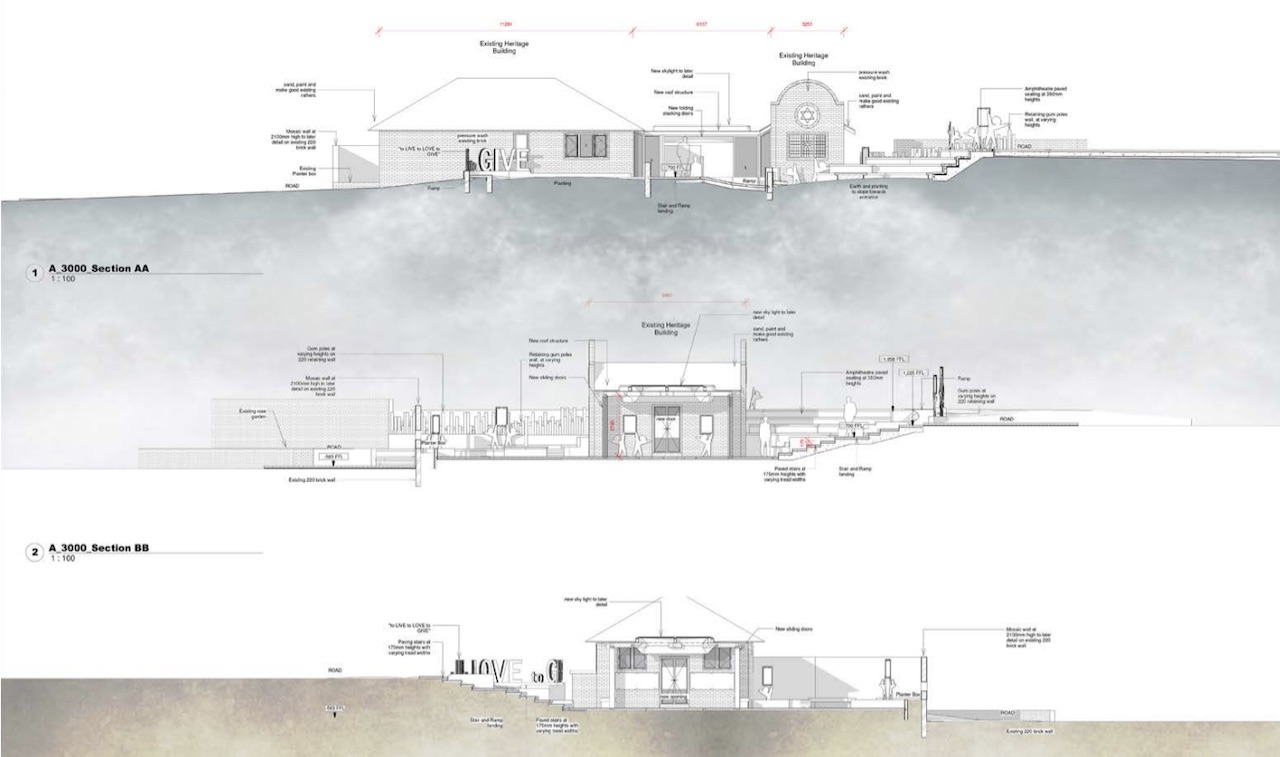 Existing Heritage
Building
Existing Heritage
Building
sand, paint and
make good existing
rafters
New skylight to later
detail
New roof structure
New folding
stacking doors
pressure wash
existing brick
sand, paint and
make good existing
rafters
Amphitheatre paved
seating at 350mm
heights
Retaining gum poles
wall, at varying
heights
Mosaic wall at
2100mm high to later
detail on existing 220
brick wall
pressure wash
existing brick
"to LIVE to LOVE to
GIVE"
GIVE
Existing
Planter box
ROAD
ROAD
Ramp
Planting
Ramp
Stair and Ramp
landing
Earth and planting
to slope towards
entrance
1
A_3000_Section AA
1 : 100
Existing Heritage
Building
new sky light to later
detail
sand, paint and
make good existing
rafters
New roof structure
Retaining gum poles
wall, at varying
heights
New sliding doors
Gum poles at
varying heights on
220 retaining wall
Mosaic wall at
2100mm high to later
detail on existing 220
brick wall
Existing rose
garden
ROAD
Planter Box
Existing 220 brick wall
new door
Amphitheatre paved
seating at 350mm
heights
Ramp
Gum poles at
varying heights on
220 retaining wall
ROAD
Paved stairs at
175mm heights with
varying tread widths
Stair and Ramp
landing
2
A_3000_Section BB
1 : 100
new sky light to later
detail
New sliding doors
"to LIVE to LOVE to
GIVE"
Paving stairs at
175mm heights with
varying tread widths
LOVE to G
ROAD
new opening
Mosaic wall at
2100mm high to later
detail on existing 220
brick wall
Planter Box
ROAD
Existing 220 brick wall
Stair and Ramp
landing
Paved stairs at
175mm heights with
varying tread widths